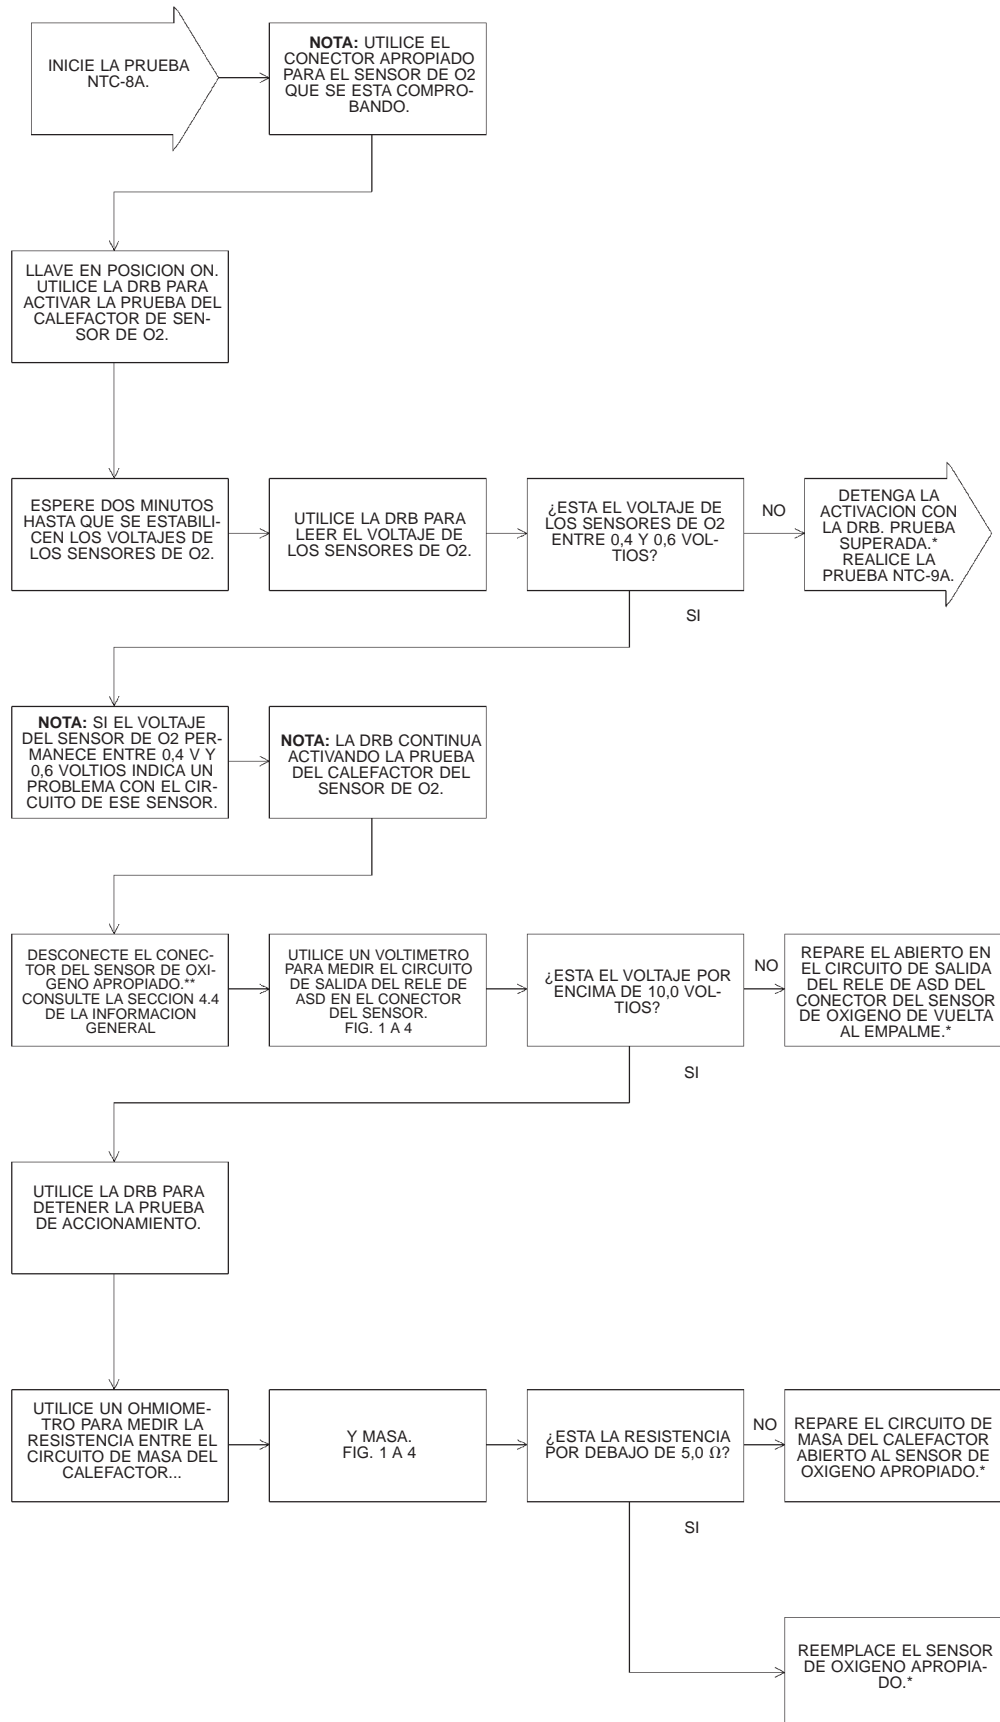 INICIE LA PRUEBA
NTC-8A.
NOTA: UTILICE EL
CONECTOR APROPIADO
PARA EL SENSOR DE O2
QUE SE ESTA COMPRO-
BANDO.
LLAVE EN POSICION ON.
UTILICE LA DRB PARA
ACTIVAR LA PRUEBA DEL
CALEFACTOR DE SEN-
SOR DE O2.
ESPERE DOS MINUTOS
HASTA QUE SE ESTABILI-
CEN LOS VOLTAJES DE
LOS SENSORES DE O2.
UTILICE LA DRB PARA
LEER EL VOLTAJE DE
LOS SENSORES DE O2.
¿ESTA EL VOLTAJE DE
LOS SENSORES DE O2
ENTRE 0,4 Y 0,6 VOL-
TIOS?
NO
DETENGA LA
ACTIVACION CON
LA DRB. PRUEBA
SUPERADA.*
REALICE LA
PRUEBA NTC-9A.
SI
NOTA: SI EL VOLTAJE
DEL SENSOR DE O2 PER-
MANECE ENTRE 0,4 V Y
0,6 VOLTIOS INDICA UN
PROBLEMA CON EL CIR-
CUITO DE ESE SENSOR.
NOTA: LA DRB CONTINUA
ACTIVANDO LA PRUEBA
DEL CALEFACTOR DEL
SENSOR DE O2.
DESCONECTE EL CONEC-
TOR DEL SENSOR DE OXI-
GENO APROPIADO.**
CONSULTE LA SECCION 4.4
DE LA INFORMACION
GENERAL
UTILICE UN VOLTIMETRO
PARA MEDIR EL CIRCUITO
DE SALIDA DEL RELE DE
ASD EN EL CONECTOR
DEL SENSOR.
FIG. 1 A 4
¿ESTA EL VOLTAJE POR
ENCIMA DE 10,0 VOL-
TIOS?
NO
REPARE EL ABIERTO EN
EL CIRCUITO DE SALIDA
DEL RELE DE ASD DEL
CONECTOR DEL SENSOR
DE OXIGENO DE VUELTA
AL EMPALME.*
SI
UTILICE LA DRB PARA
DETENER LA PRUEBA
DE ACCIONAMIENTO.
UTILICE UN OHMIOME-
TRO PARA MEDIR LA
RESISTENCIA ENTRE EL
CIRCUITO DE MASA DEL
CALEFACTOR...
Y MASA.
FIG. 1 A 4
¿ESTA LA RESISTENCIA
POR DEBAJO DE 5,0 Ω?
NO
REPARE EL CIRCUITO DE
MASA DEL CALEFACTOR
ABIERTO AL SENSOR DE
OXIGENO APROPIADO.*
SI
REEMPLACE EL SENSOR
DE OXIGENO APROPIA-
DO.*